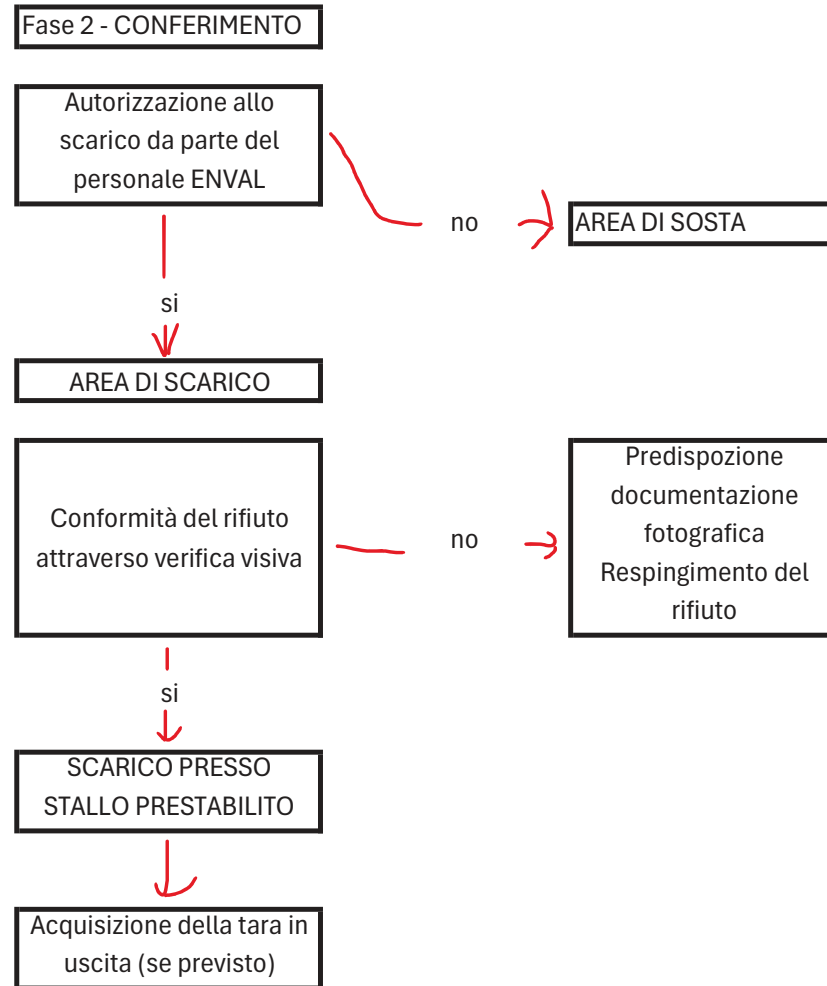 Fase 2 - CONFERIMENTO
Autorizzazione allo
scarico da parte del
personale ENVAL
no
AREA DI SOSTA
si
AREA DI SCARICO
Conformità del rifiuto
attraverso verifica visiva
no
Predispozione
documentazione
fotografica
Respingimento del
rifiuto
si
SCARICO PRESSO
STALLO PRESTABILITO
Acquisizione della tara in
uscita (se previsto)